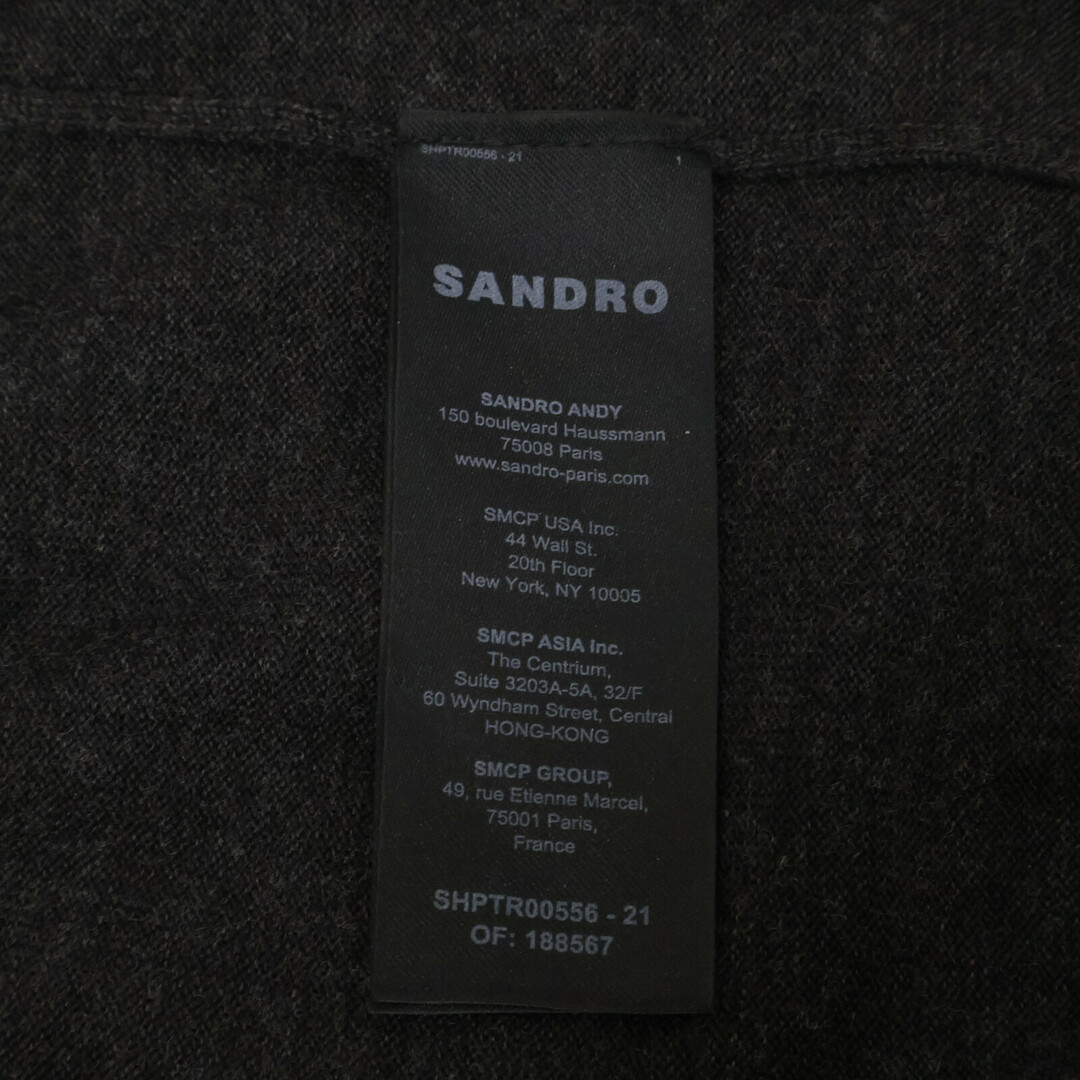 SHPTR00556 - 21 1
SANDRO
SANDRO ANDY
150 boulevard Haussmann
75008 Paris
www.sandro-paris.com
SMCP USA Inc.
44 Wall St.
20th Floor
New York, NY 10005
SMCP ASIA Inc.
The Centrium,
Suite 3203A-5A, 32/F
60 Wyndham Street, Central
HONG-KONG
SMCP GROUP,
49, rue Etienne Marcel,
75001 Paris,
France
SHPTR00556 - 21
OF: 188567